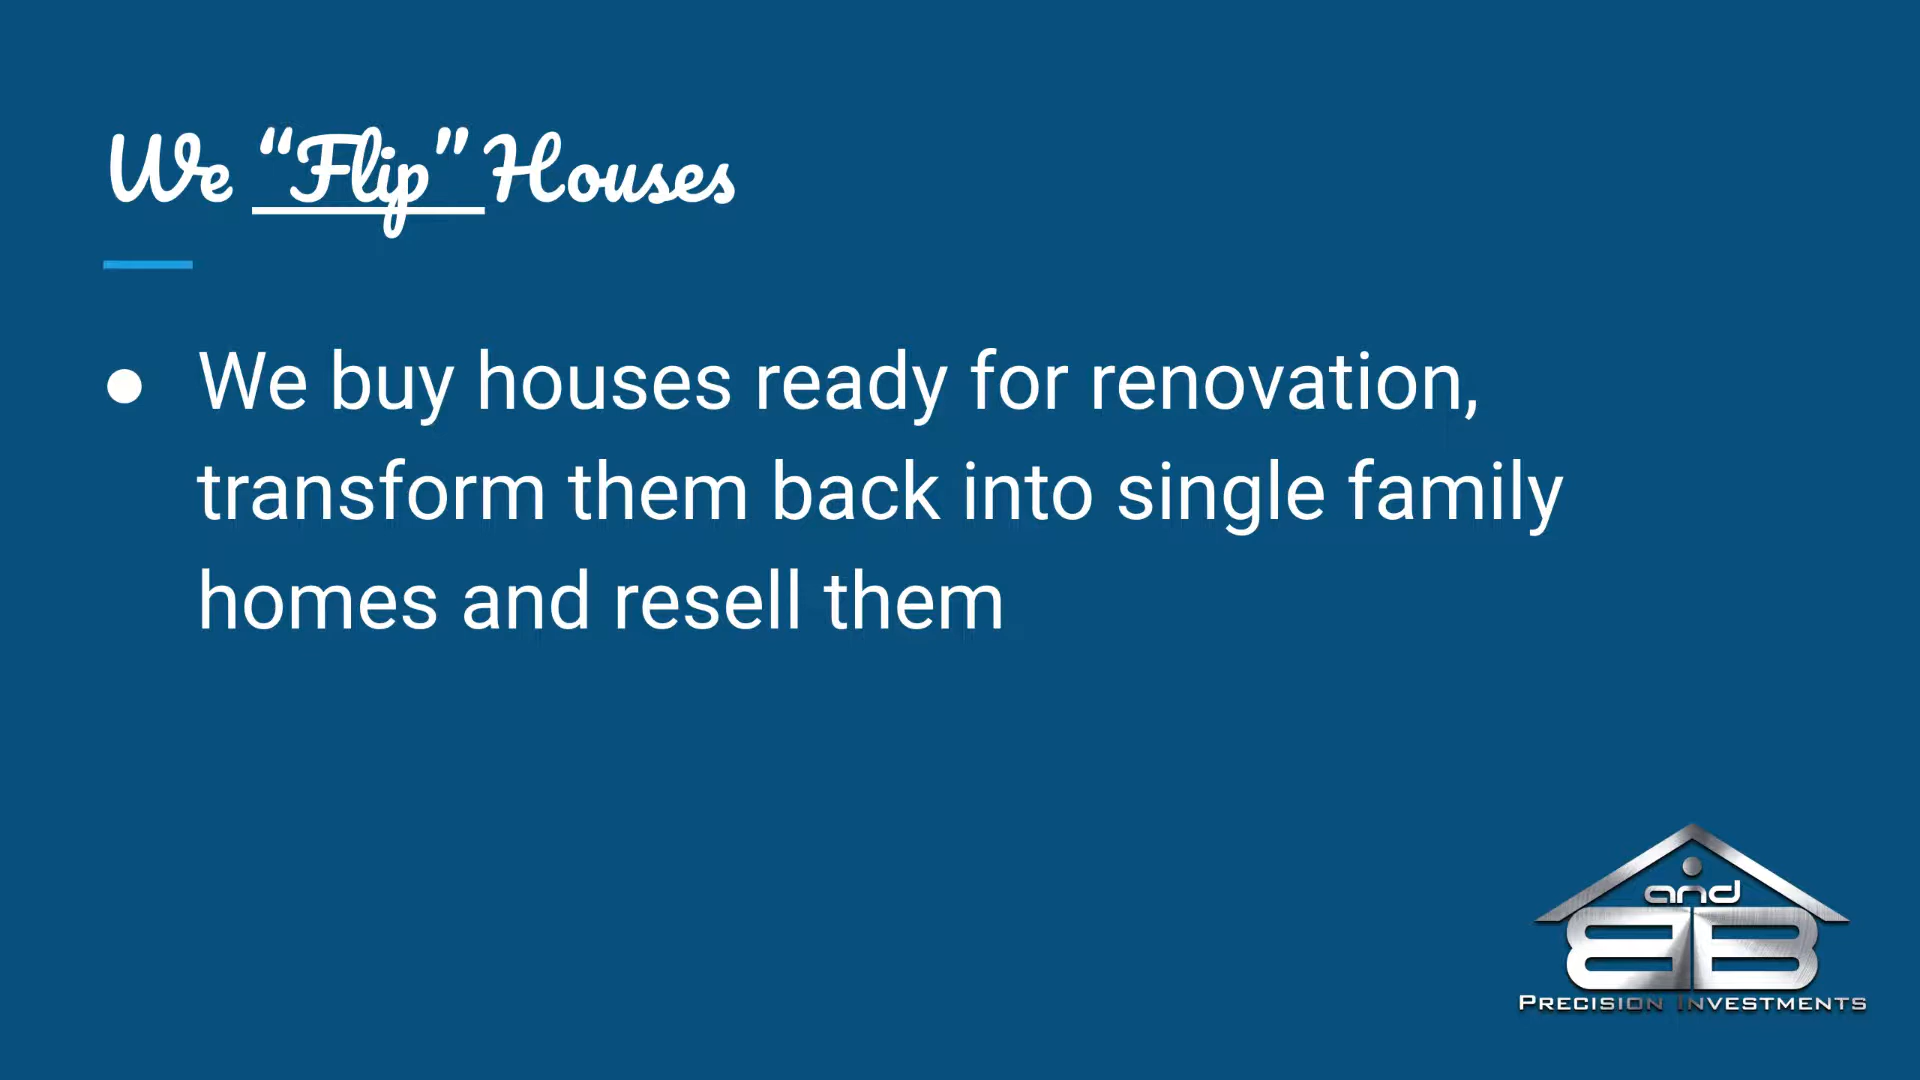 We “Flip” Houses
● We buy houses ready for renovation,
transform them back into single family
homes and resell them
and
BB
PRECISION INVESTMENTS